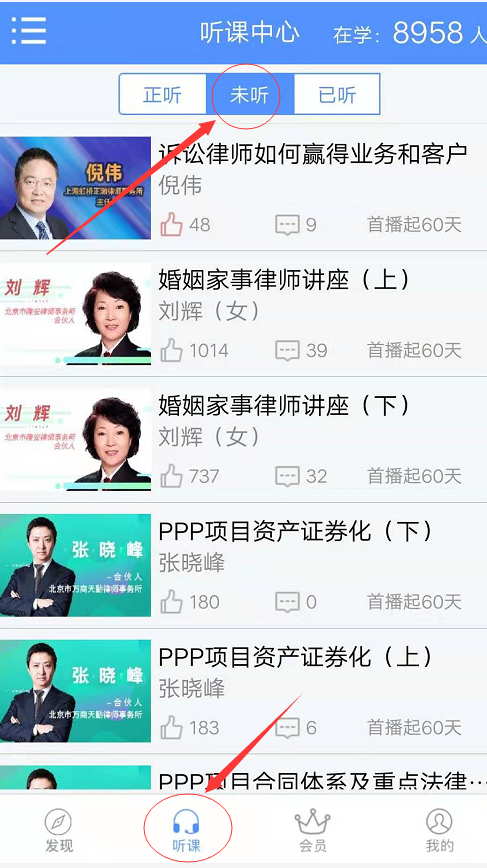 听课中心 在学：8958 人
正听 未听 已听
倪伟
上海虹桥正瀚律师事务所
主任
诉讼律师如何赢得业务和客户
倪伟
48 9 首播起60天
刘 辉
北京市隆安律师事务所
合伙人
婚姻家事律师讲座（上）
刘辉（女）
1014 39 首播起60天
刘 辉
北京市隆安律师事务所
合伙人
婚姻家事律师讲座（下）
刘辉（女）
737 32 首播起60天
张 晓 峰
－合伙人
北京市万商天勤律师事务所
PPP项目资产证券化（下）
张晓峰
180 0 首播起60天
张 晓 峰
－合伙人
北京市万商天勤律师事务所
PPP项目资产证券化（上）
张晓峰
183 6 首播起60天
PPP项目合同体系及重点法律…
发现 听课 会员 我的